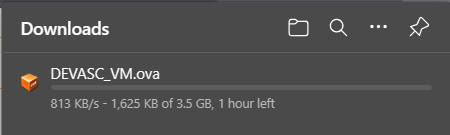 Downloads
DEVASC_VM.ova
813 KB/s - 1,625 KB of 3.5 GB, 1 hour left